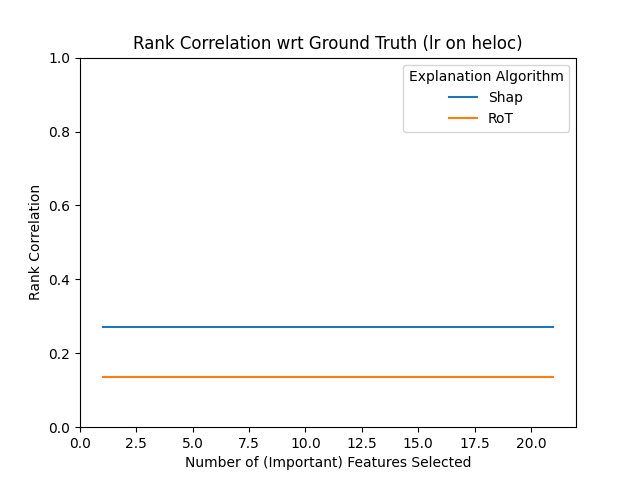 Rank Correlation wrt Ground Truth (lr on heloc)
Explanation Algorithm
Shap
RoT
Rank Correlation
1.0
0.8
0.6
0.4
0.2
0.0
0.0 2.5 5.0 7.5 10.0 12.5 15.0 17.5 20.0
Number of (Important) Features Selected